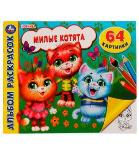 АЛЬБОМ РАСКРАСОК
МИЛЫЕ КОТЯТА
64
КАРТИНКИ